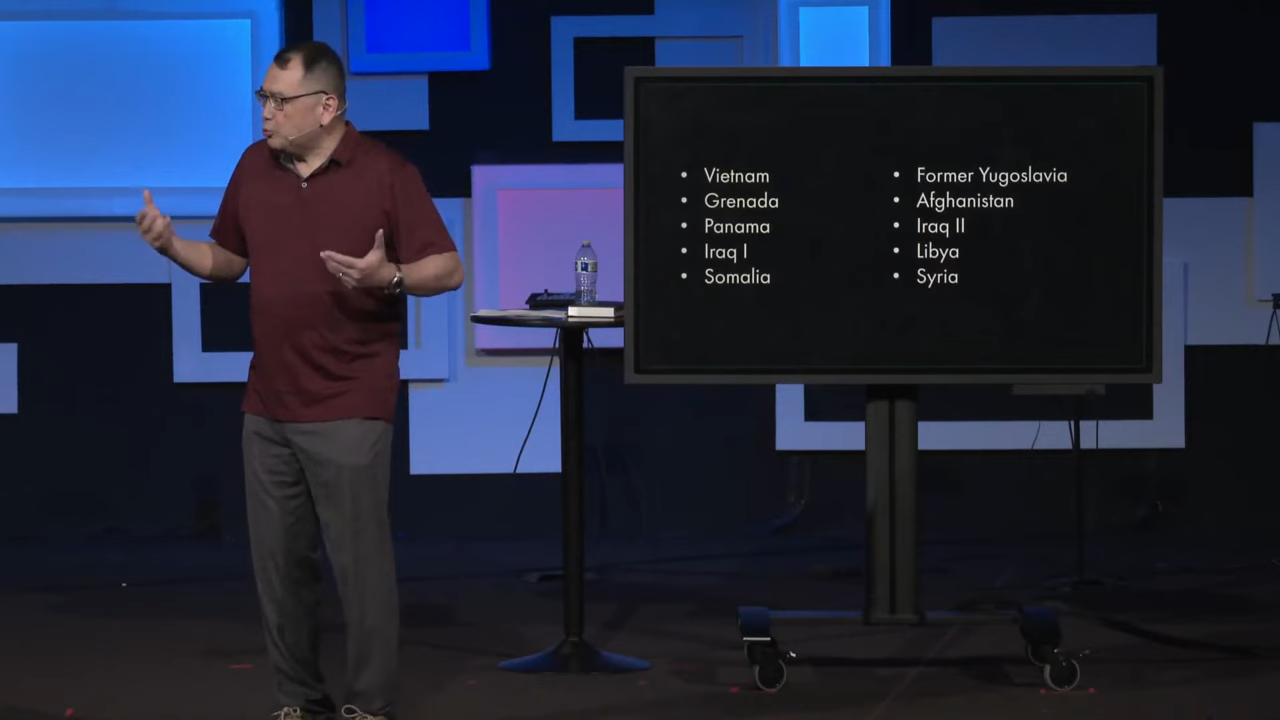 • Vietnam
• Grenada
• Panama
• Iraq I
• Somalia
• Former Yugoslavia
• Afghanistan
• Iraq II
• Libya
• Syria